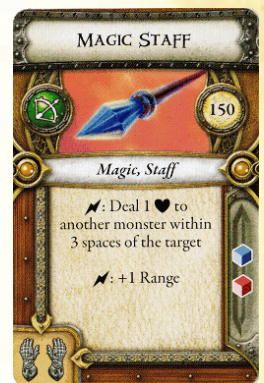 MAGIC STAFF
150
Magic, Staff
: Deal 1 to
another monster within
3 spaces of the target
: +1 Range